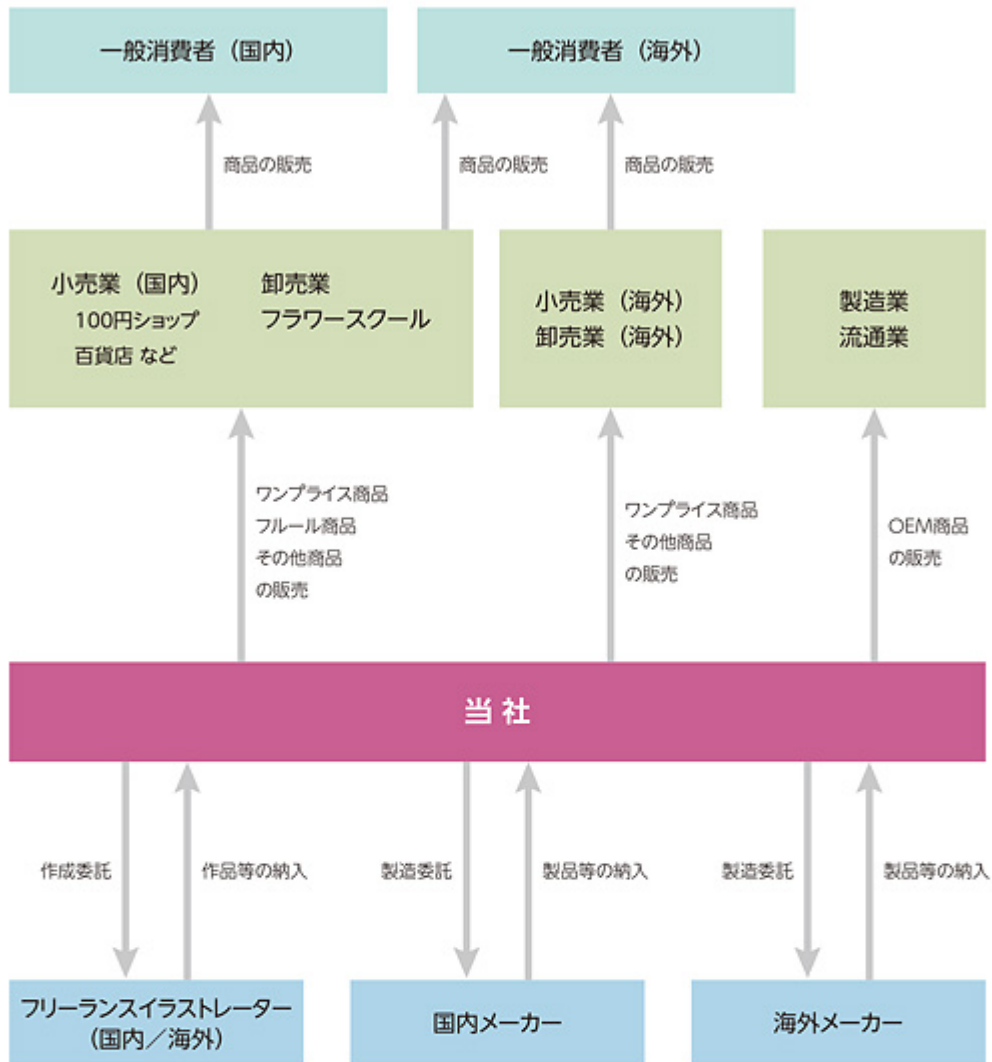 一般消費者（国内）
一般消費者（海外）
商品の販売
商品の販売
商品の販売
小売業（国内）
100円ショップ
百貨店 など
卸売業
フラワースクール
小売業（海外）
卸売業（海外）
製造業
流通業
ワンプライス商品
フルール商品
その他商品
の販売
ワンプライス商品
その他商品
の販売
OEM商品
の販売
当社
作成委託
作品等の納入
製造委託
製品等の納入
製造委託
製品等の納入
フリーランスイラストレーター
（国内／海外）
国内メーカー
海外メーカー